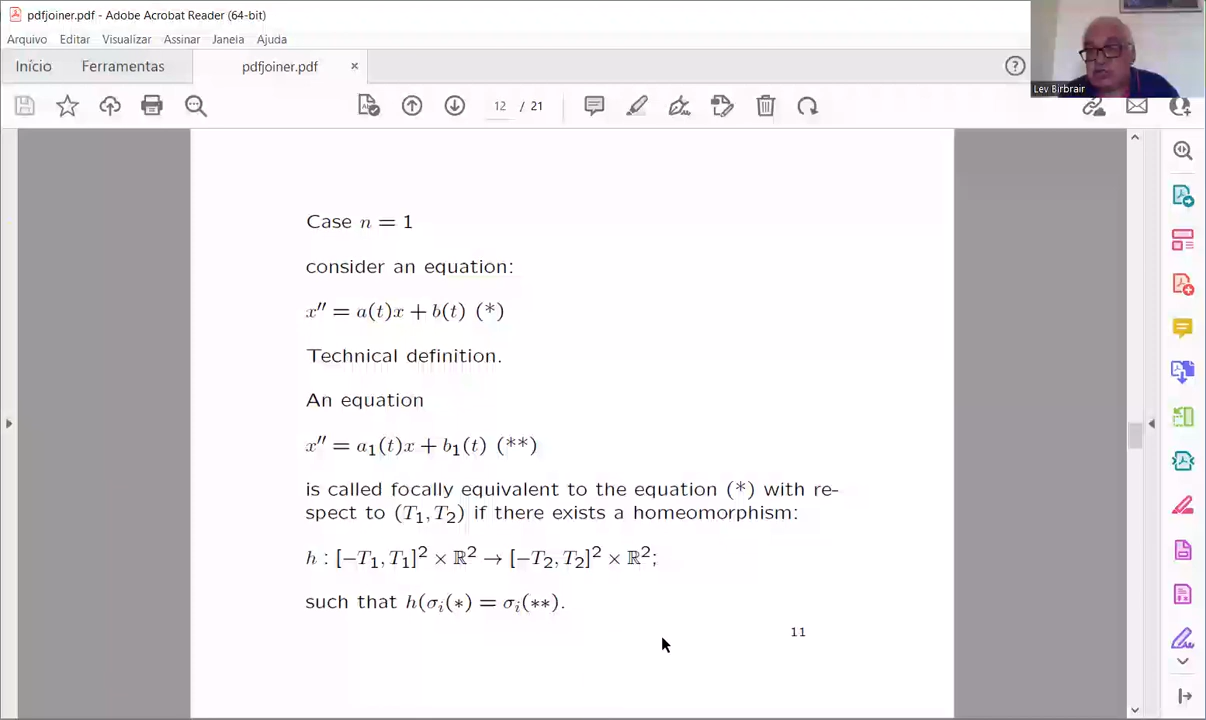 pdfjoiner.pdf - Adobe Acrobat Reader (64-bit)
Arquivo Editar Visualizar Assinar Janela Ajuda
Início Ferramentas pdfjoiner.pdf ×
12 / 21
Lev Birbrair
Case n = 1
consider an equation:
x″ = a(t)x + b(t) (*)
Technical definition.
An equation
x″ = a₁(t)x + b₁(t) (**)
is called focally equivalent to the equation (*) with re-
spect to (T₁, T₂) if there exists a homeomorphism:
h : [−T₁, T₁]² × ℝ² → [−T₂, T₂]² × ℝ²;
such that h(σᵢ(*) = σᵢ(**).
11